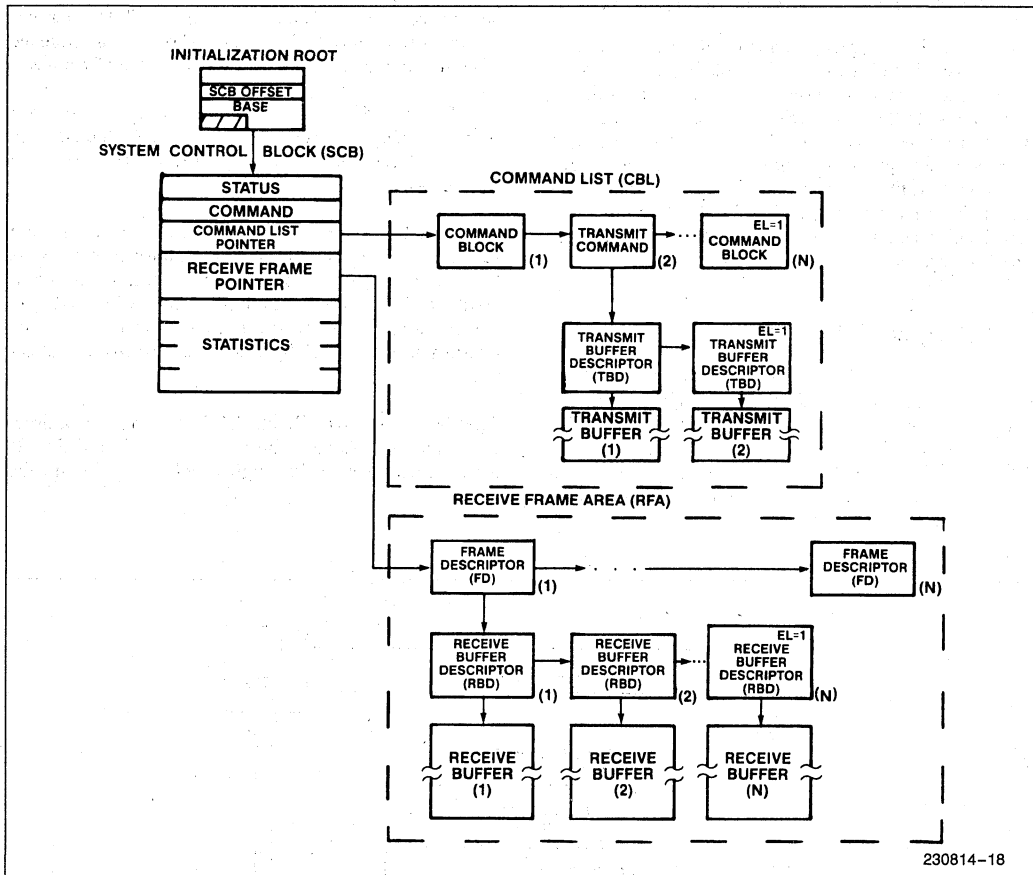 INITIALIZATION ROOT
SCB OFFSET
BASE
SYSTEM CONTROL BLOCK (SCB)
STATUS
COMMAND
COMMAND LIST
POINTER
RECEIVE FRAME
POINTER
STATISTICS
COMMAND LIST (CBL)
COMMAND
BLOCK
(1)
TRANSMIT
COMMAND
(2)
EL=1
COMMAND
BLOCK
(N)
TRANSMIT
BUFFER
DESCRIPTOR
(TBD)
EL=1
TRANSMIT
BUFFER
DESCRIPTOR
(TBD)
TRANSMIT
BUFFER
(1)
TRANSMIT
BUFFER
(2)
RECEIVE FRAME AREA (RFA)
FRAME
DESCRIPTOR
(FD)
(1)
FRAME
DESCRIPTOR
(FD)
(N)
RECEIVE
BUFFER
DESCRIPTOR
(RBD)
(1)
RECEIVE
BUFFER
DESCRIPTOR
(RBD)
(2)
EL=1
RECEIVE
BUFFER
DESCRIPTOR
(RBD)
(N)
RECEIVE
BUFFER
(1)
RECEIVE
BUFFER
(2)
RECEIVE
BUFFER
(N)
230814-18